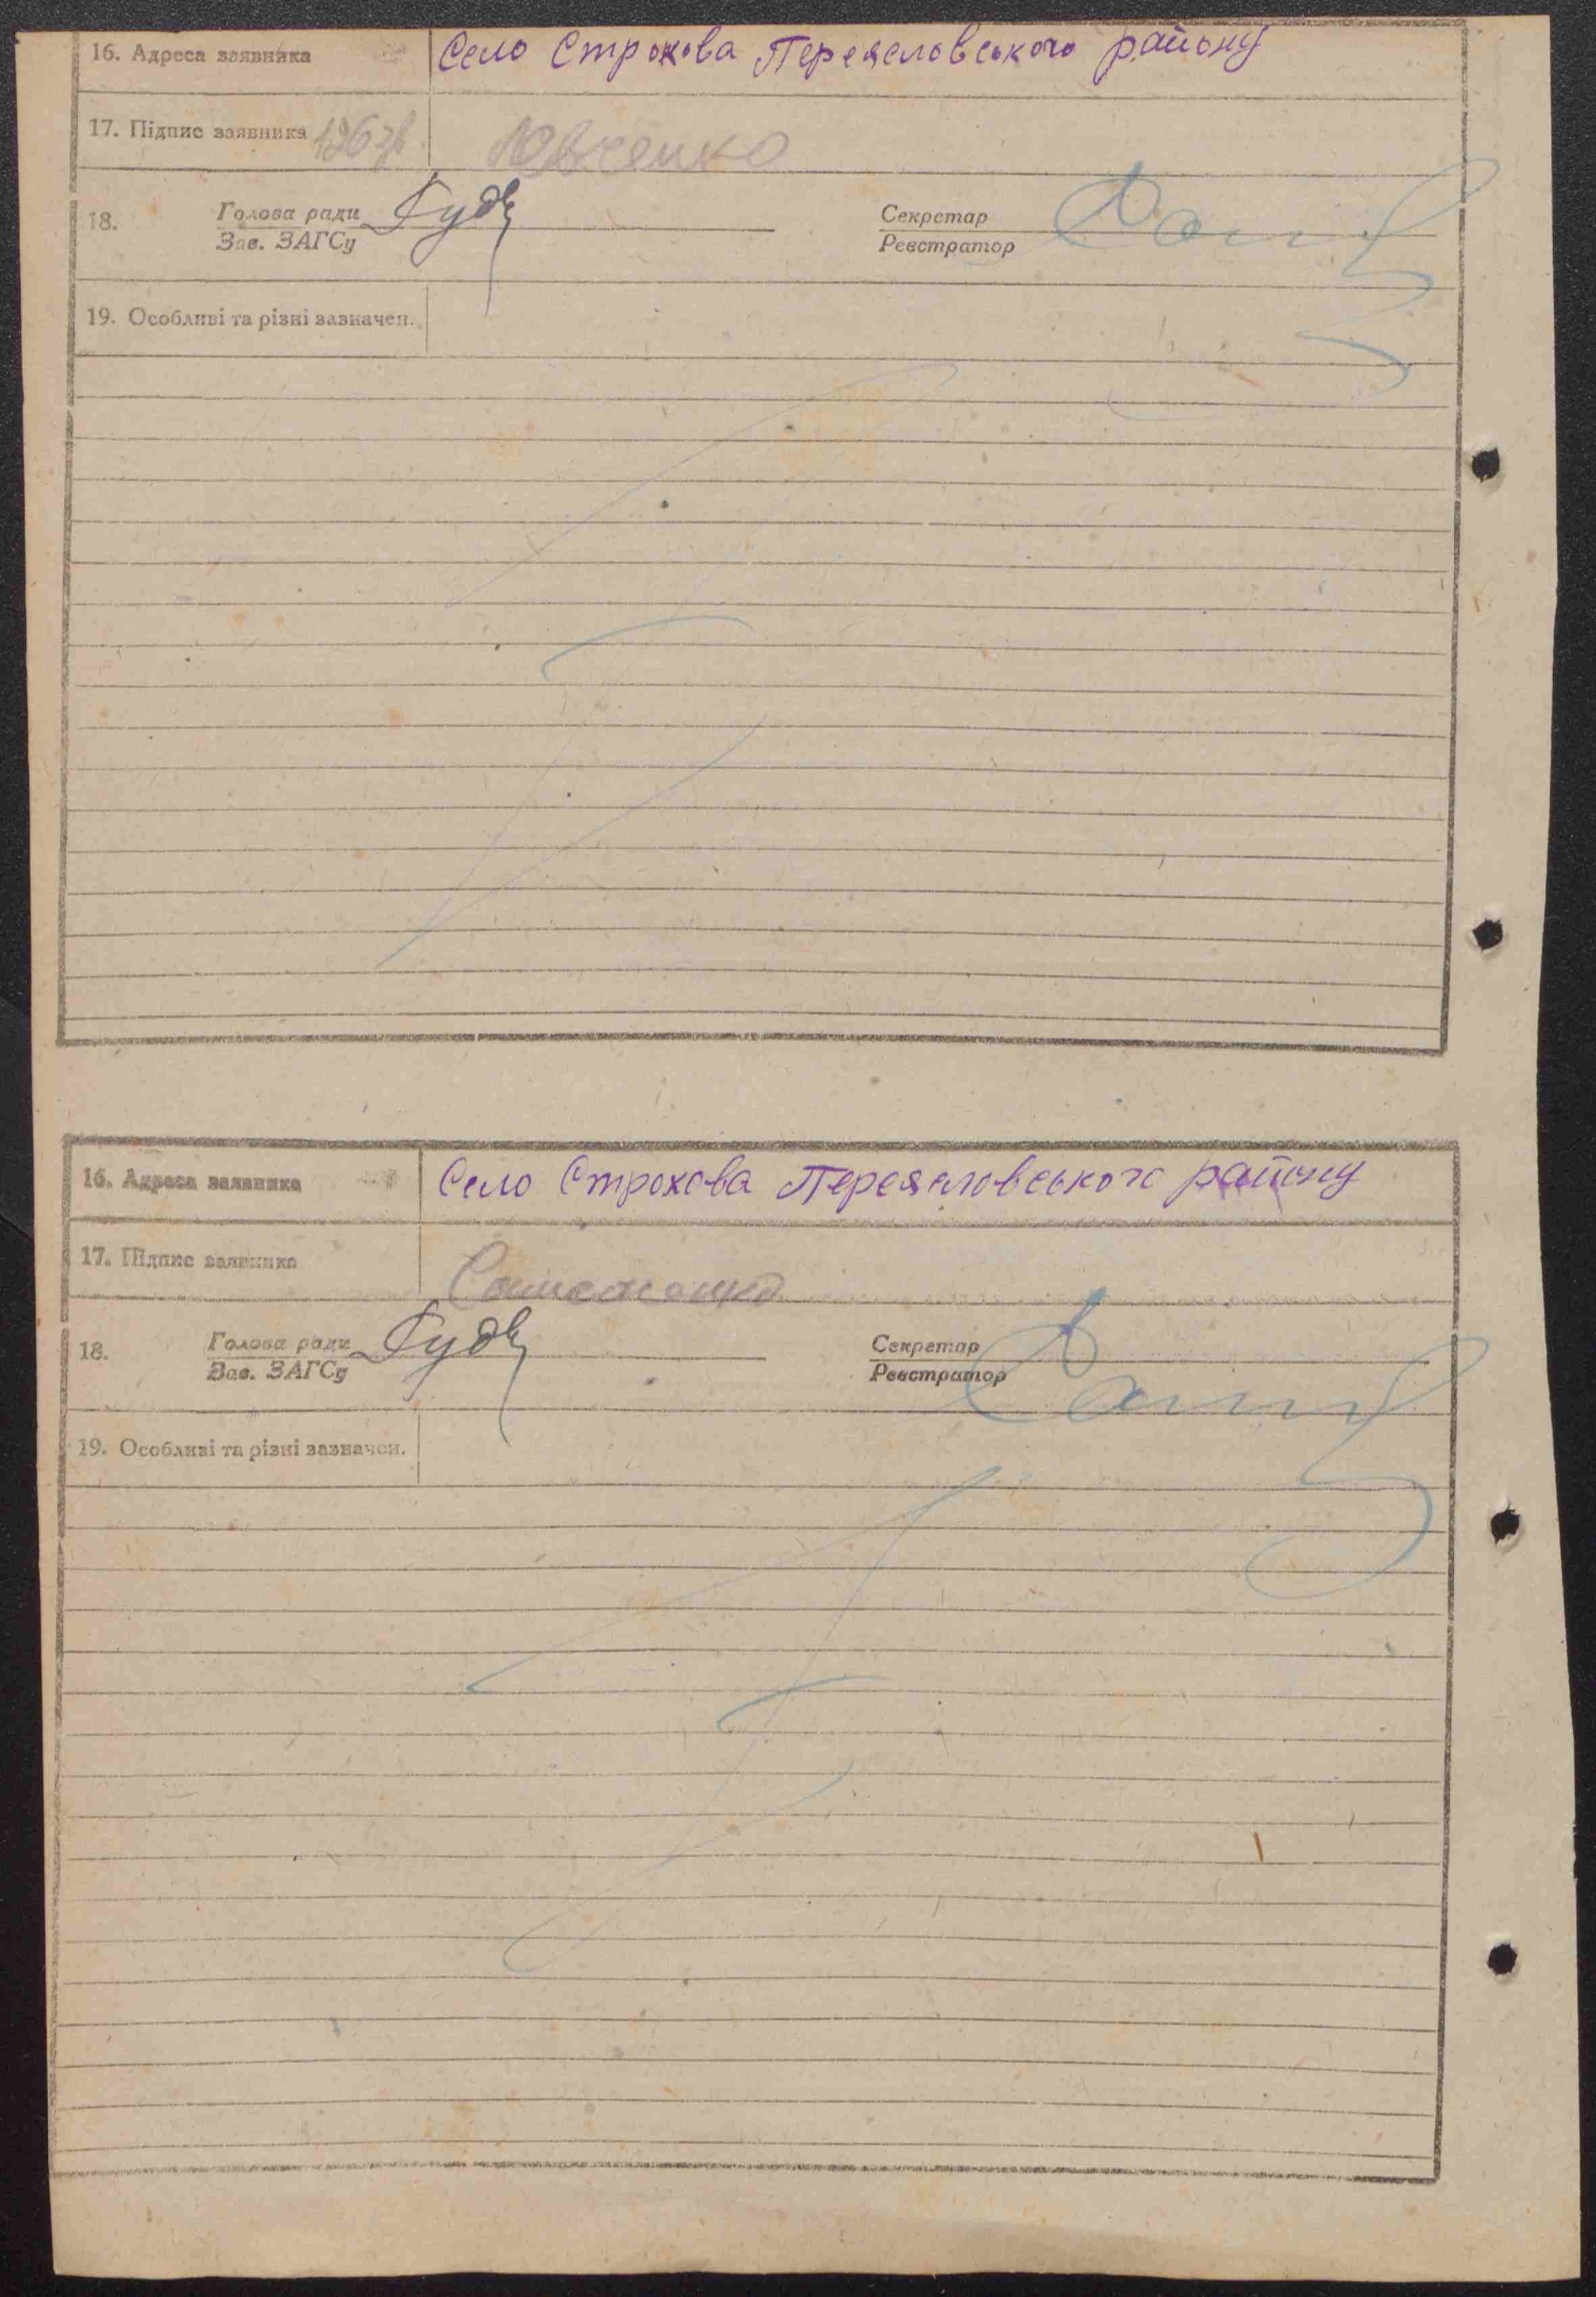 16. Адреса заявника Село Строкова Переяславського району
17. Підпис заявника 126зв Ювченко
18. Голова ради Секретар
Зав. ЗАГСу Реєстратор
19. Особливі та різні зазначен.
16. Адреса заявника Село Строкова Переяславського району
17. Підпис заявника
18. Голова ради Секретар
Зав. ЗАГСу Реєстратор
19. Особливі та різні зазначен.